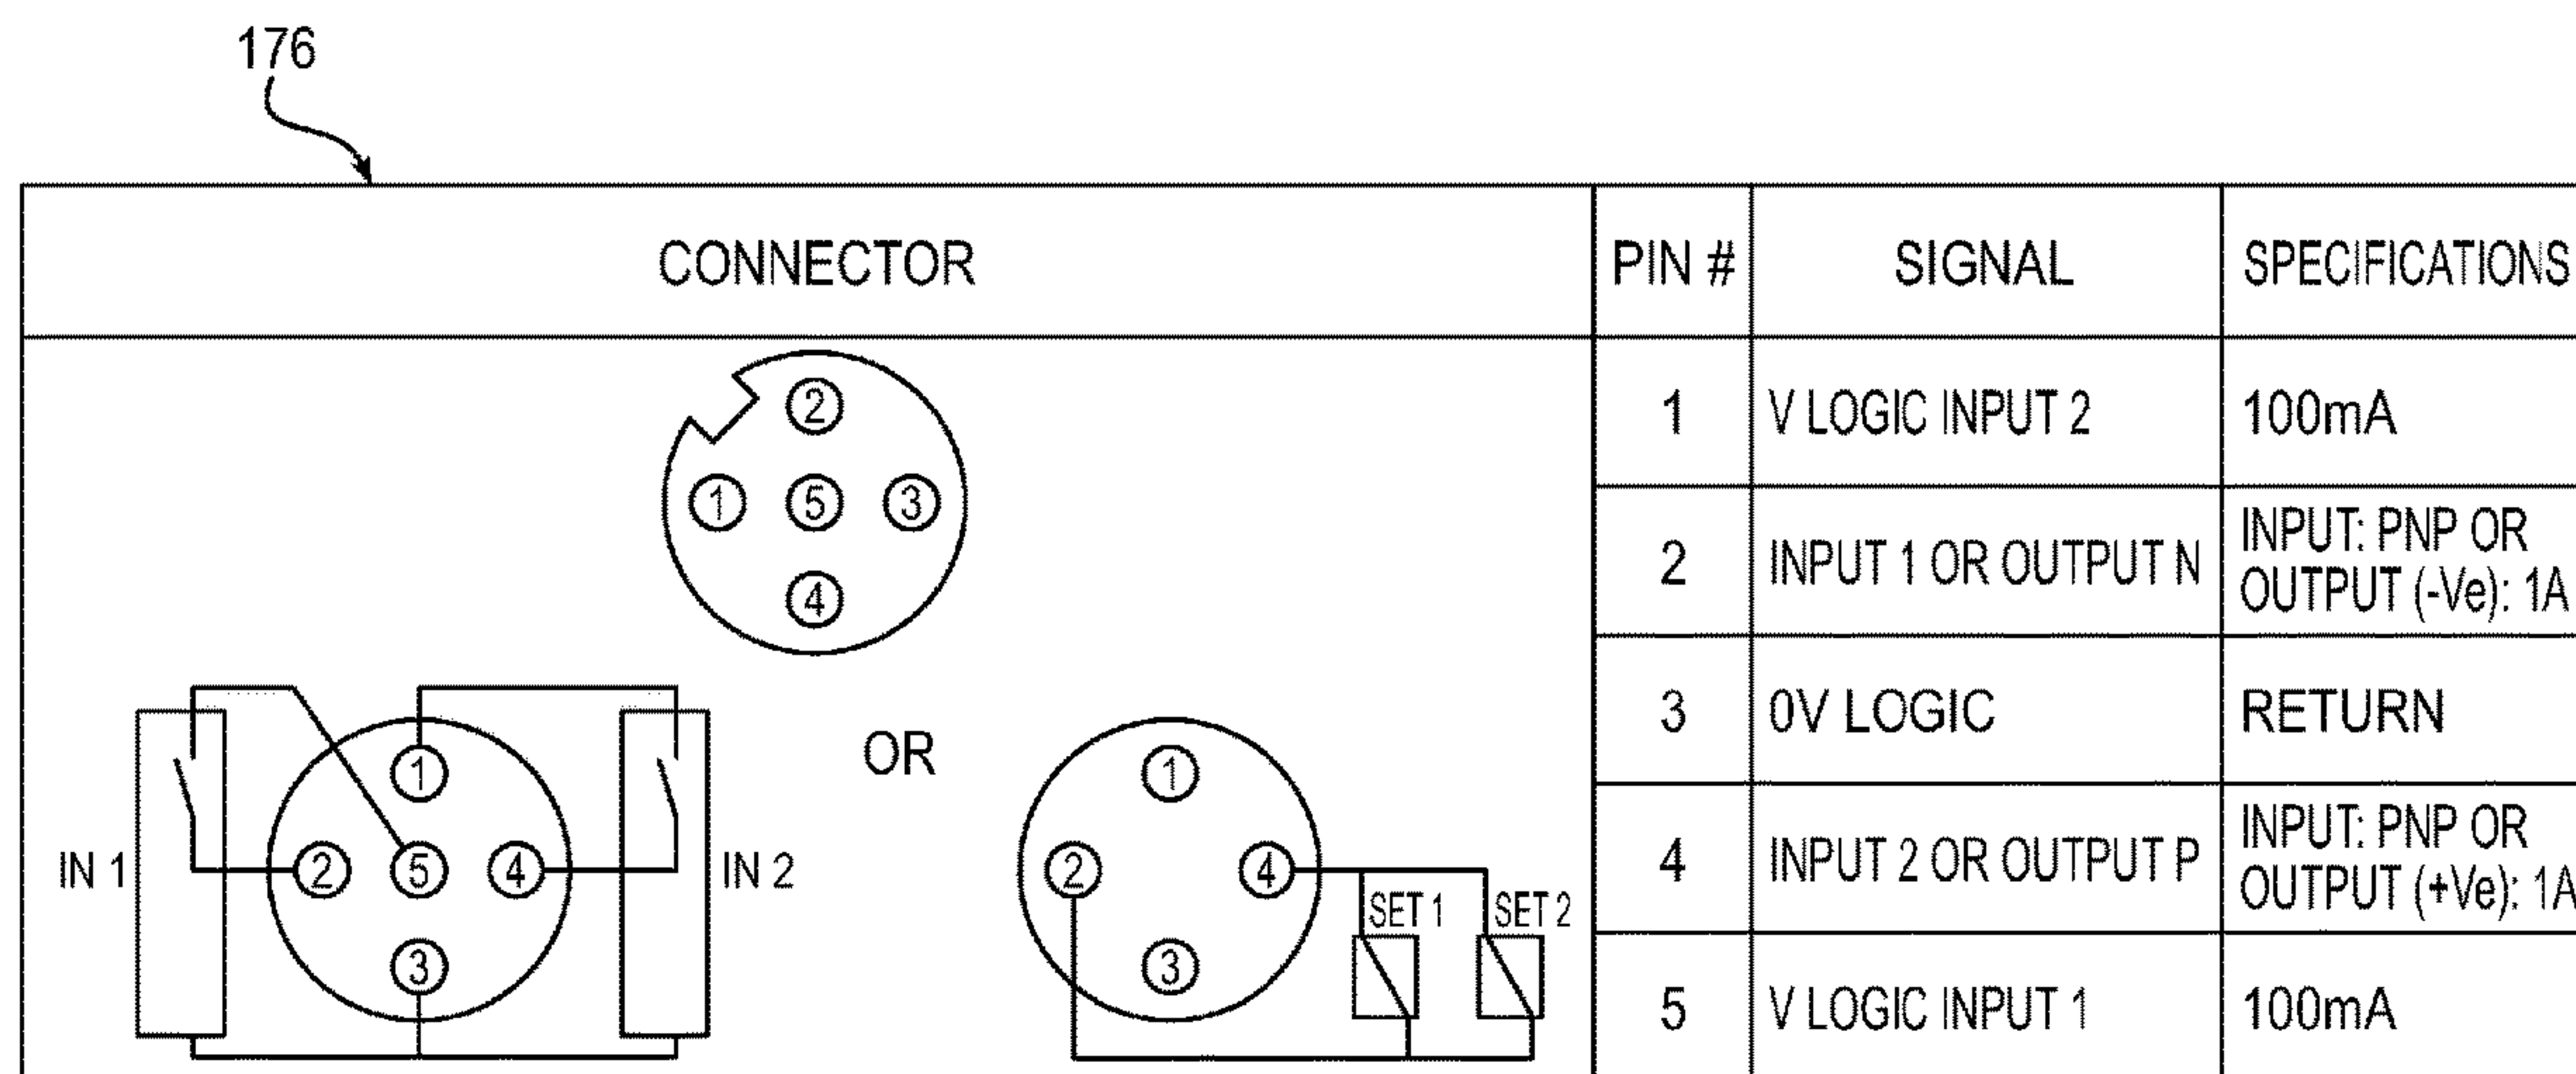 176
CONNECTOR
PIN #
SIGNAL
SPECIFICATIONS
2
1 5 3
4
1
IN 1 2 5 4 IN 2
3
OR
1
2 4
SET 1 SET 2
3
1
V LOGIC INPUT 2
100mA
2
INPUT 1 OR OUTPUT N
INPUT: PNP OR
OUTPUT (-Ve): 1A
3
0V LOGIC
RETURN
4
INPUT 2 OR OUTPUT P
INPUT: PNP OR
OUTPUT (+Ve): 1A
5
V LOGIC INPUT 1
100mA